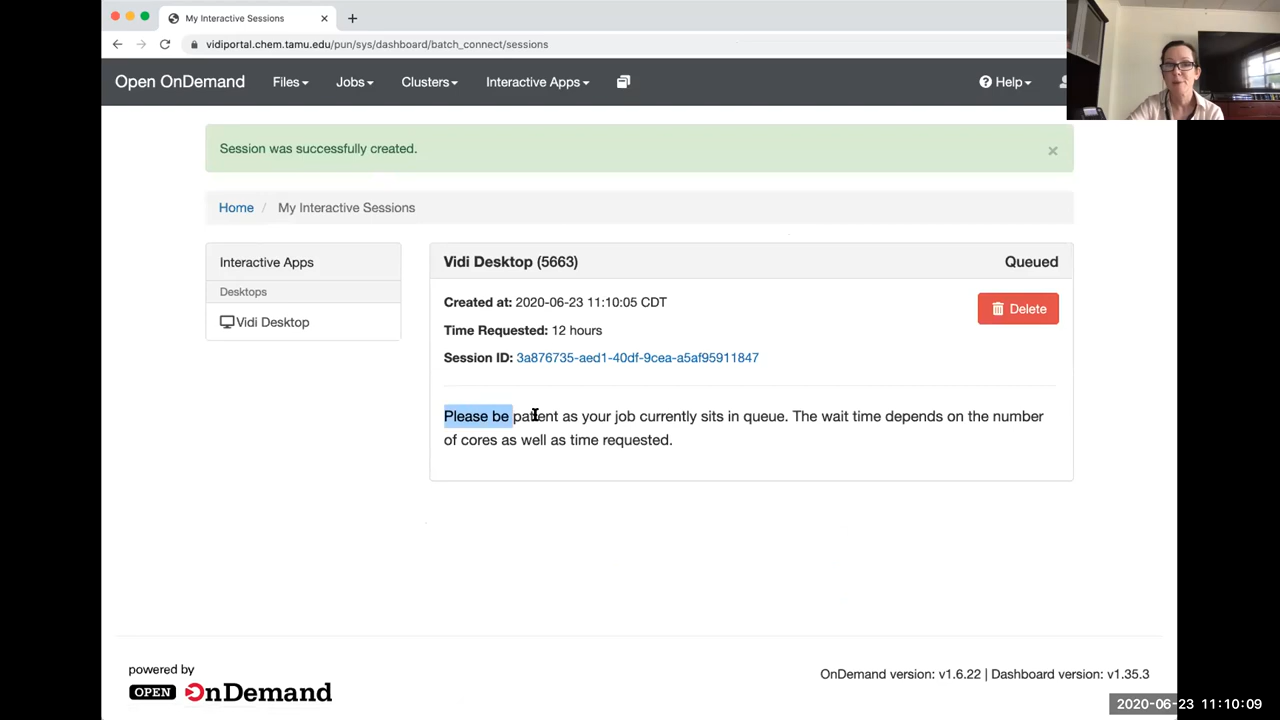 My Interactive Sessions
vidiportal.chem.tamu.edu/pun/sys/dashboard/batch_connect/sessions
Open OnDemand Files Jobs Clusters Interactive Apps Help
Session was successfully created.
Home / My Interactive Sessions
Interactive Apps
Desktops
Vidi Desktop
Vidi Desktop (5663) Queued
Created at: 2020-06-23 11:10:05 CDT
Delete
Time Requested: 12 hours
Session ID: 3a876735-aed1-40df-9cea-a5af95911847
Please be patient as your job currently sits in queue. The wait time depends on the number
of cores as well as time requested.
powered by
OPEN OnDemand
OnDemand version: v1.6.22 | Dashboard version: v1.35.3
2020-06-23 11:10:09